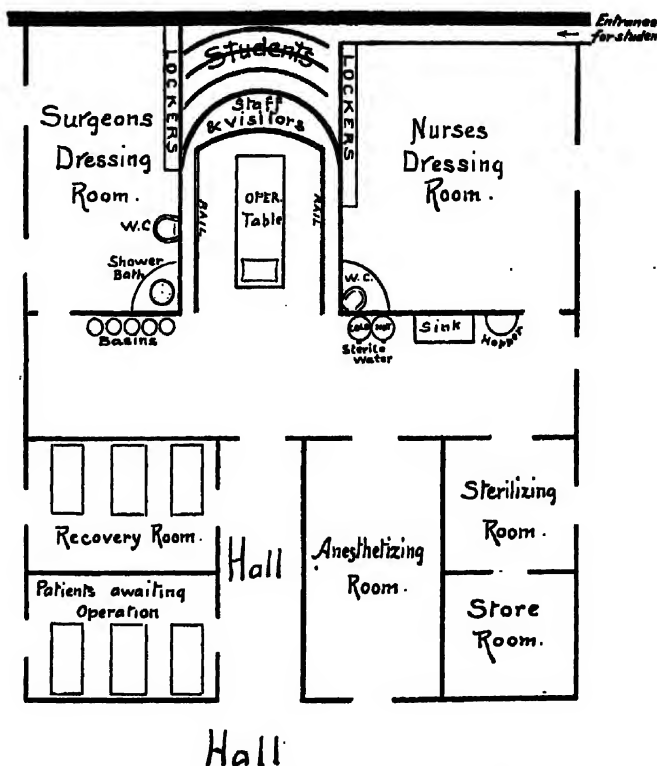 Entrance
for student
Students
Staff
& visitors
LOCKERS
LOCKERS
Surgeons
Dressing
Room.
Nurses
Dressing
Room
OPER.
Table
RAIL
RAIL
W.C
Shower
Bath
W.C.
Basins
COLD
HOT
Sterile
Water
Sink
Hopper
Recovery Room.
Hall
Anesthetizing
Room.
Sterilizing
Room.
Patients awaiting
Operation
Store
Room.
Hall